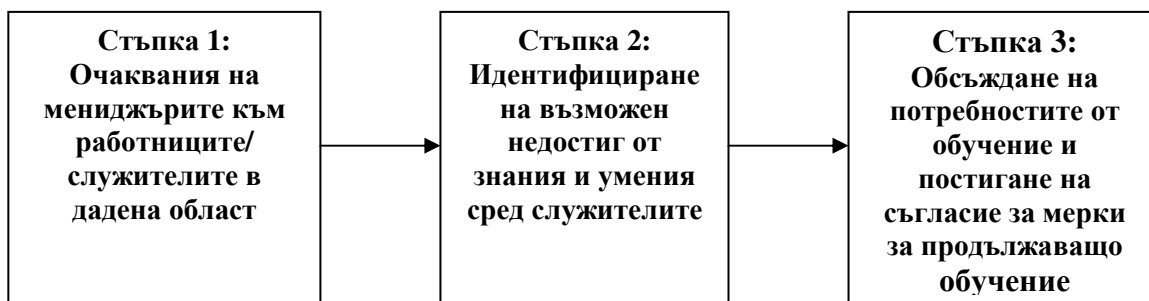 Стъпка 1:
Очаквания на
мениджърите към
работниците/
служителите в
дадена област
Стъпка 2:
Идентифициране
на възможен
недостиг от
знания и умения
сред служителите
Стъпка 3:
Обсъждане на
потребностите от
обучение и
постигане на
съгласие за мерки
за продължаващо
обучение